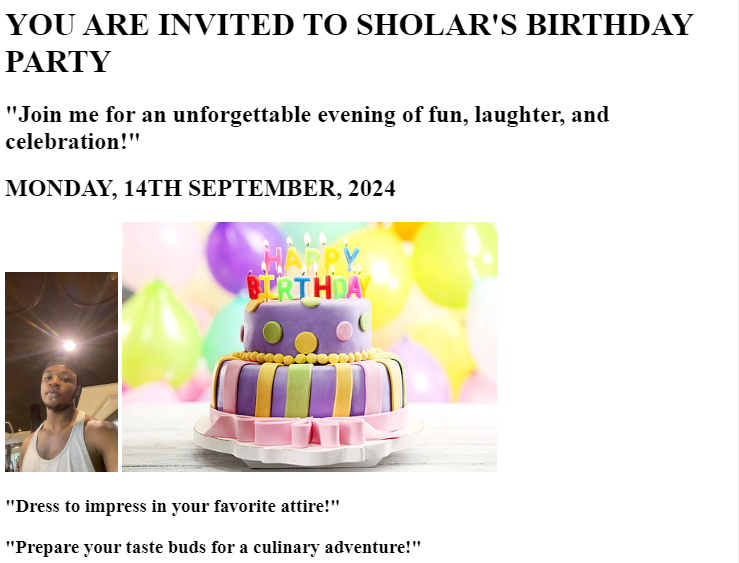 YOU ARE INVITED TO SHOLAR'S BIRTHDAY
PARTY
"Join me for an unforgettable evening of fun, laughter, and
celebration!"
MONDAY, 14TH SEPTEMBER, 2024
HAPPY
BIRTHDAY
"Dress to impress in your favorite attire!"
"Prepare your taste buds for a culinary adventure!"